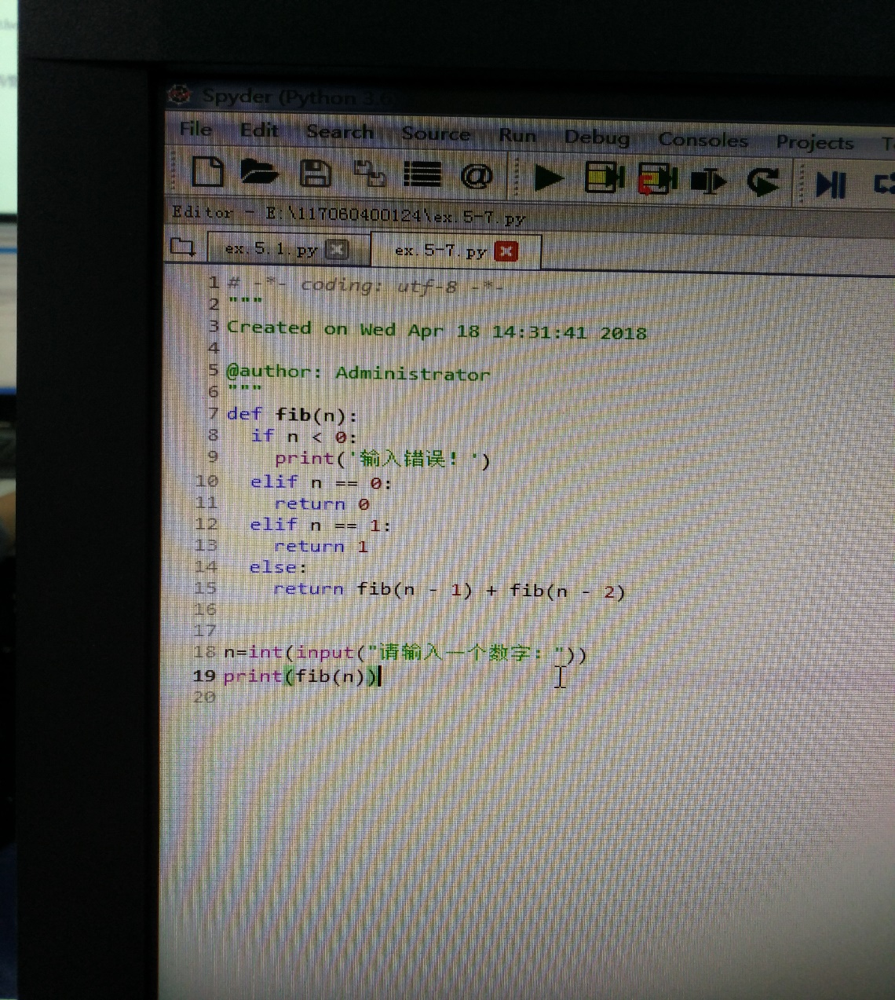 Spyder (Python 3.6)
File Edit Search Source Run Debug Consoles Projects
Editor - E:\117060400124\ex.5-7.py
ex.5.1.py ex.5-7.py
1 # -*- coding: utf-8 -*-
2 """
3 Created on Wed Apr 18 14:31:41 2018
4
5 @author: Administrator
6 """
7 def fib(n):
8 if n < 0:
9 print('输入错误! ')
10 elif n == 0:
11 return 0
12 elif n == 1:
13 return 1
14 else:
15 return fib(n - 1) + fib(n - 2)
16
17
18 n=int(input("请输入一个数字: "))
19 print(fib(n))
20